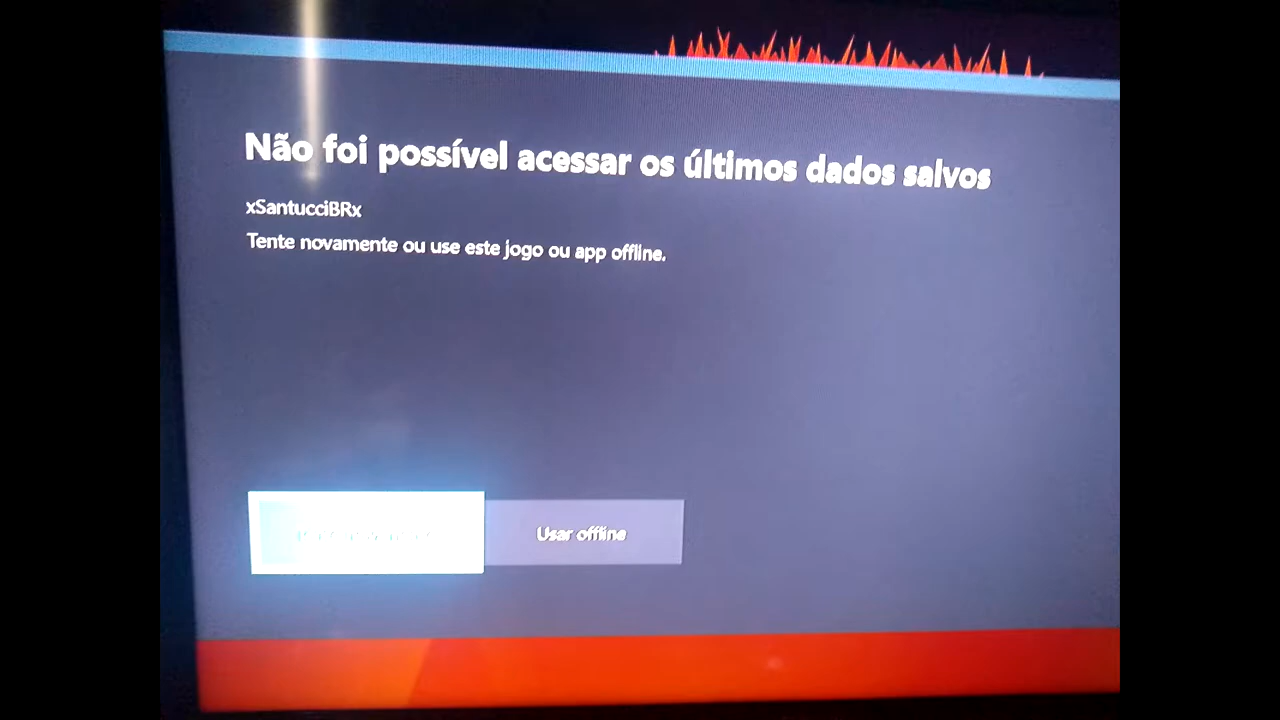 Não foi possível acessar os últimos dados salvos
xSantucciBRx
Tente novamente ou use este jogo ou app offline.
Usar offline